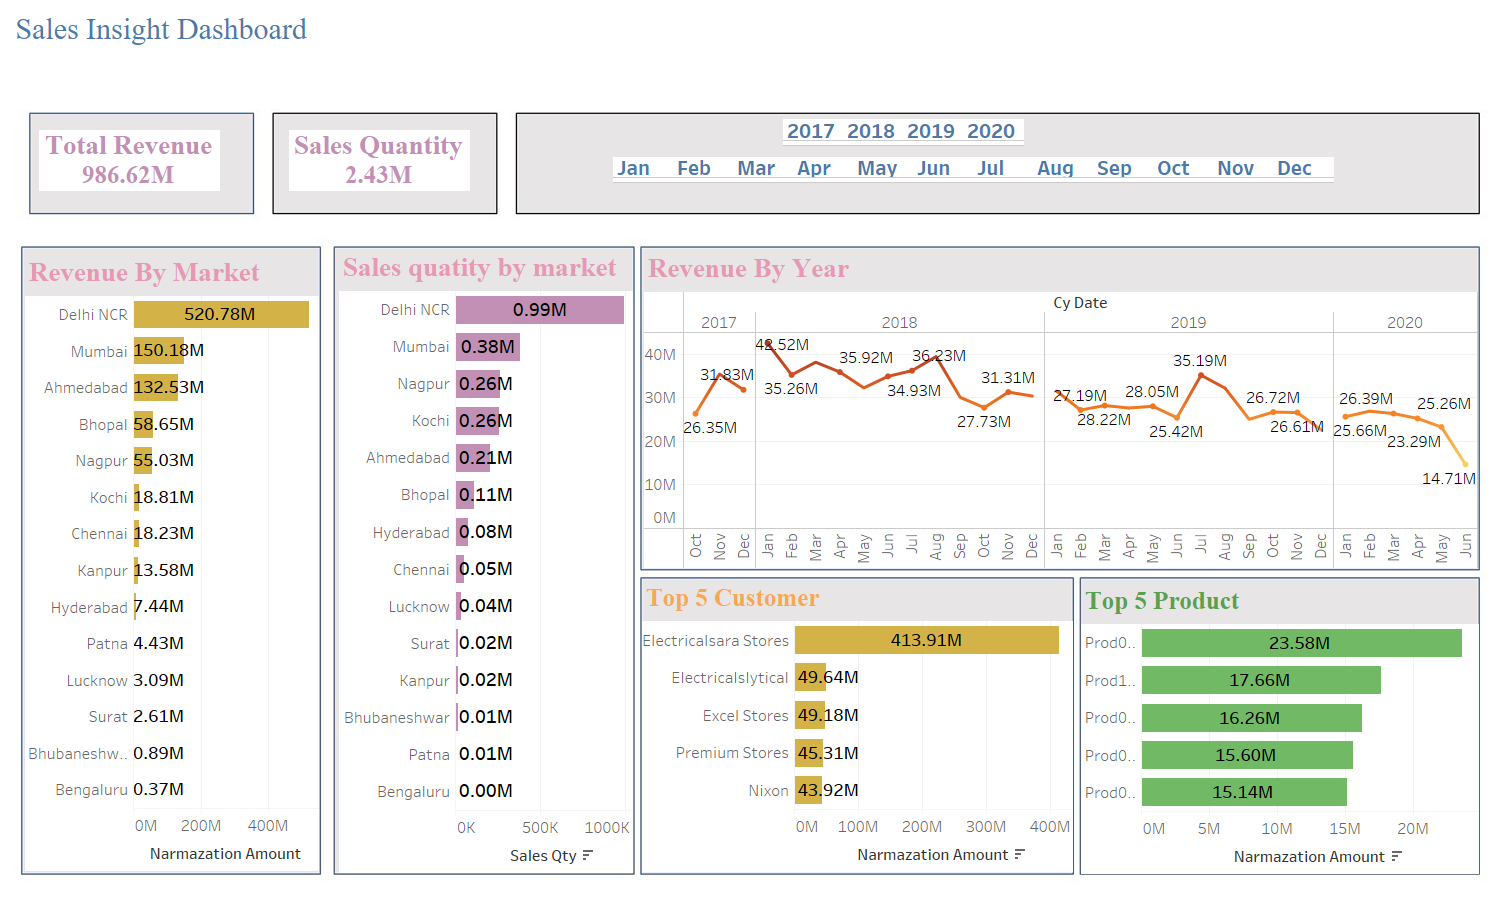 Sales Insight Dashboard
Total Revenue
986.62M
Sales Quantity
2.43M
2017 2018 2019 2020
Jan Feb Mar Apr May Jun Jul Aug Sep Oct Nov Dec
Revenue By Market
Delhi NCR 520.78M
Mumbai 150.18M
Ahmedabad 132.53M
Bhopal 58.65M
Nagpur 55.03M
Kochi 18.81M
Chennai 18.23M
Kanpur 13.58M
Hyderabad 7.44M
Patna 4.43M
Lucknow 3.09M
Surat 2.61M
Bhubaneshw.. 0.89M
Bengaluru 0.37M
0M 200M 400M
Narmazation Amount
Sales quatity by market
Delhi NCR 0.99M
Mumbai 0.38M
Nagpur 0.26M
Kochi 0.26M
Ahmedabad 0.21M
Bhopal 0.11M
Hyderabad 0.08M
Chennai 0.05M
Lucknow 0.04M
Surat 0.02M
Kanpur 0.02M
Bhubaneshwar 0.01M
Patna 0.01M
Bengaluru 0.00M
0K 500K 1000K
Sales Qty
Revenue By Year
Cy Date
2017 2018 2019 2020
40M
30M
20M
10M
0M
26.35M 31.83M 42.52M 35.26M 35.92M 34.93M 36.23M 27.73M 31.31M 27.19M 28.22M 28.05M 25.42M 35.19M 26.72M 26.61M 25.66M 26.39M 23.29M 25.26M 14.71M
Oct Nov Dec Jan Feb Mar Apr May Jun Jul Aug Sep Oct Nov Dec Jan Feb Mar Apr May Jun Jul Aug Sep Oct Nov Dec Jan Feb Mar Apr May Jun
Top 5 Customer
Electricalsara Stores 413.91M
Electricalslytical 49.64M
Excel Stores 49.18M
Premium Stores 45.31M
Nixon 43.92M
0M 100M 200M 300M 400M
Narmazation Amount
Top 5 Product
Prod0.. 23.58M
Prod1.. 17.66M
Prod0.. 16.26M
Prod0.. 15.60M
Prod0.. 15.14M
0M 5M 10M 15M 20M
Narmazation Amount